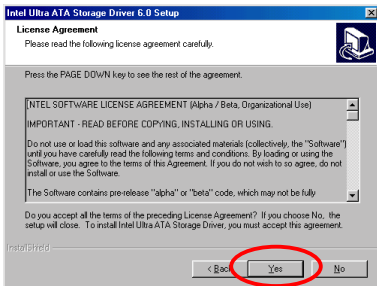 Intel Ultra ATA Storage Driver 6.0 Setup
License Agreement
Please read the following license agreement carefully.
Press the PAGE DOWN key to see the rest of the agreement.
INTEL SOFTWARE LICENSE AGREEMENT (Alpha / Beta, Organizational Use)
IMPORTANT - READ BEFORE COPYING, INSTALLING OR USING.
Do not use or load this software and any associated materials (collectively, the "Software")
until you have carefully read the following terms and conditions. By loading or using the
Software, you agree to the terms of this Agreement. If you do not wish to so agree, do not
install or use the Software.
The Software contains pre-release "alpha" or "beta" code, which may not be fully
Do you accept all the terms of the preceding License Agreement? If you choose No, the
setup will close. To install Intel Ultra ATA Storage Driver, you must accept this agreement.
InstallShield
< Back Yes No